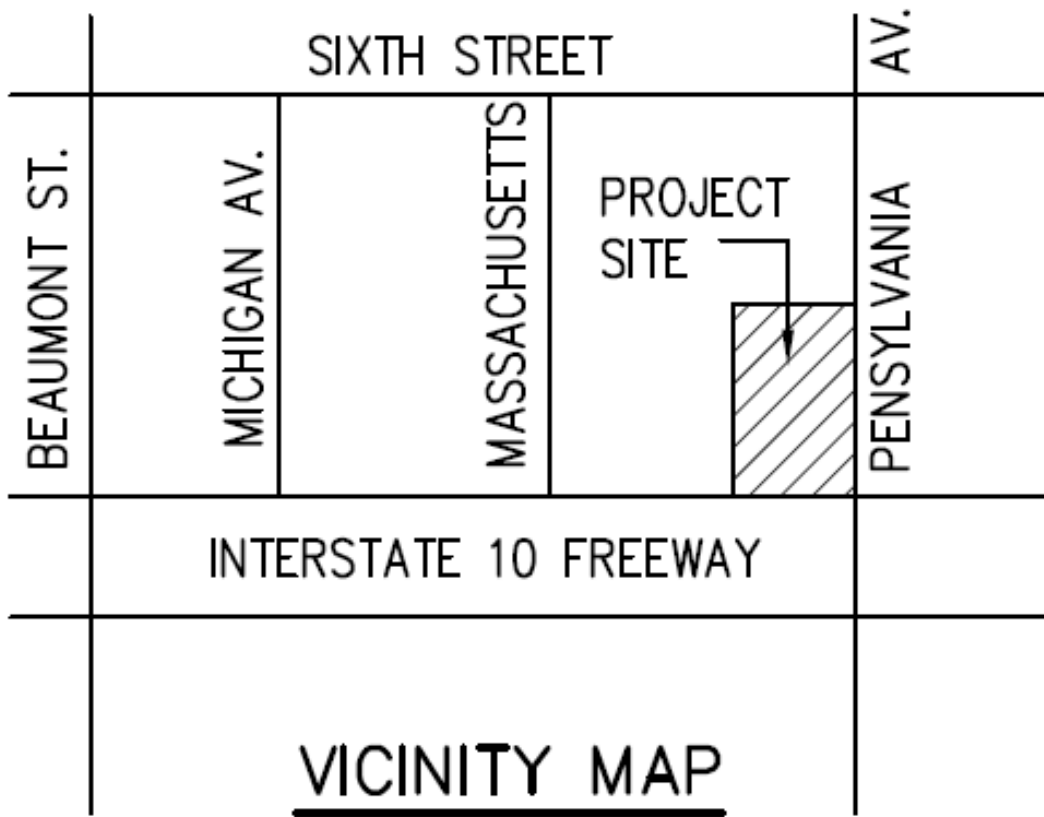 SIXTH STREET
BEAUMONT ST.
MICHIGAN AV.
MASSACHUSETTS
PROJECT
SITE
PENSYLVANIA AV.
INTERSTATE 10 FREEWAY
VICINITY MAP